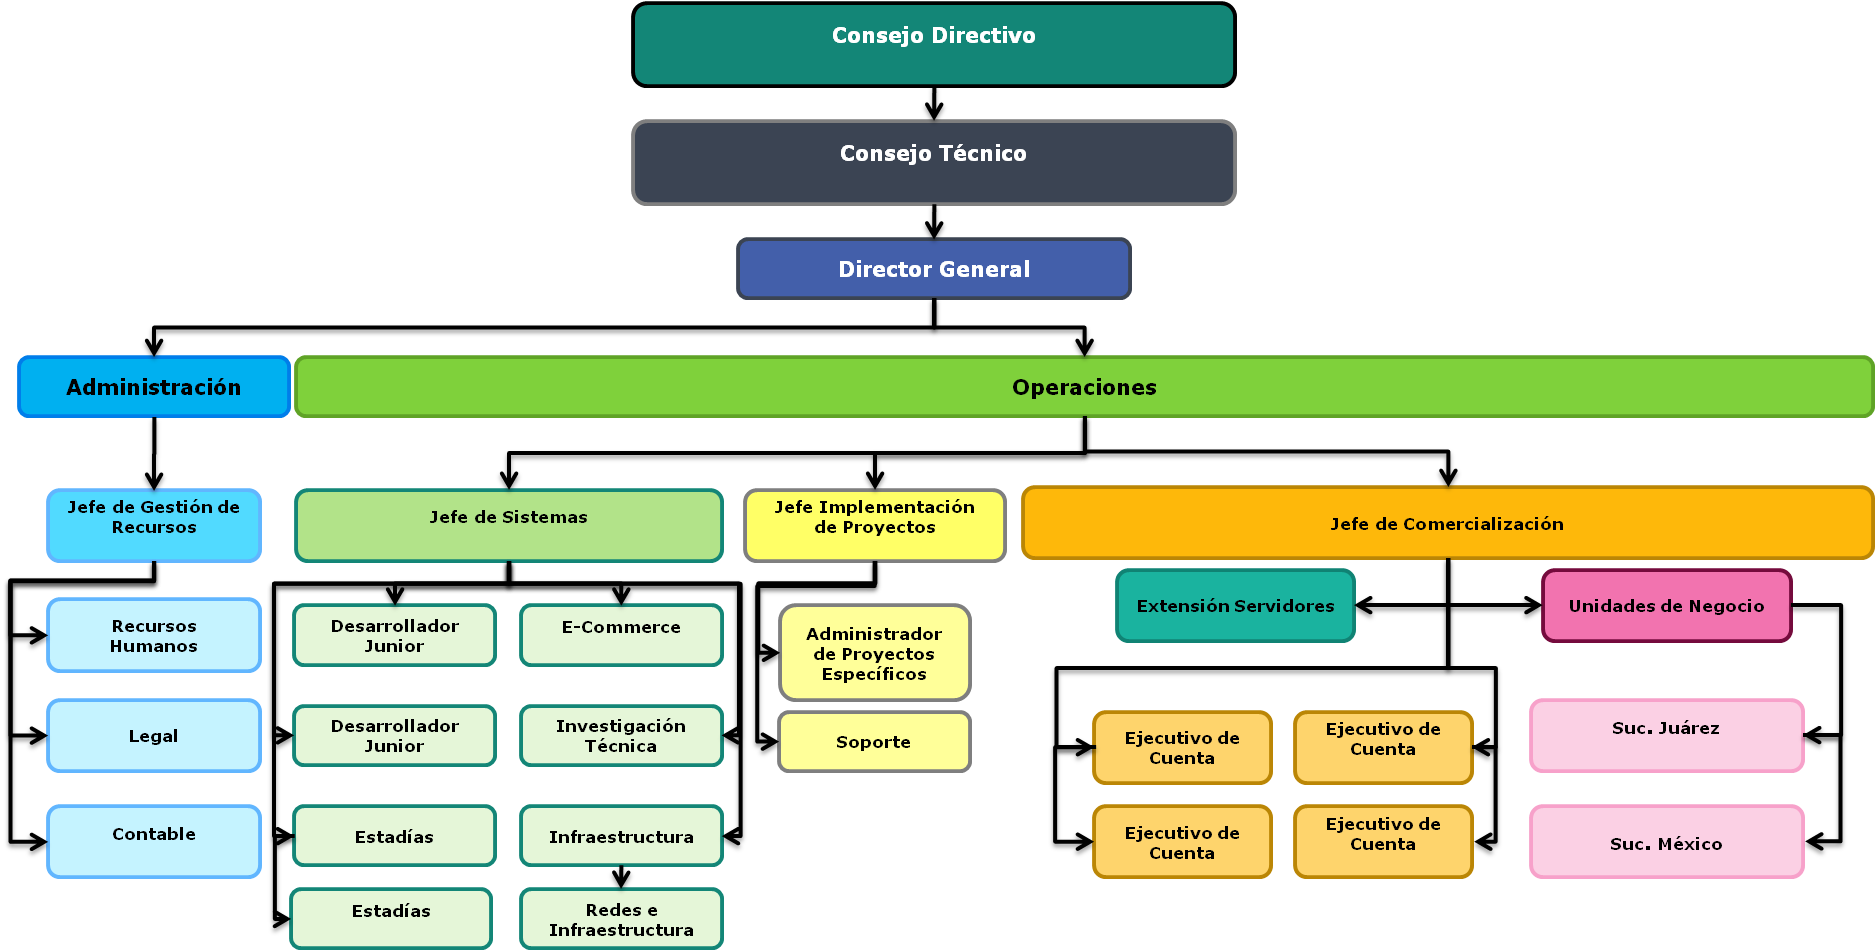 Consejo Directivo
Consejo Técnico
Director General
Administración
Operaciones
Jefe de Gestión de
Recursos
Jefe de Sistemas
Jefe Implementación
de Proyectos
Jefe de Comercialización
Extensión Servidores
Unidades de Negocio
Recursos
Humanos
Desarrollador
Junior
E-Commerce
Administrador
de Proyectos
Específicos
Legal
Desarrollador
Junior
Investigación
Técnica
Soporte
Ejecutivo de
Cuenta
Ejecutivo de
Cuenta
Suc. Juárez
Contable
Estadías
Infraestructura
Ejecutivo de
Cuenta
Ejecutivo de
Cuenta
Suc. México
Estadías
Redes e
Infraestructura